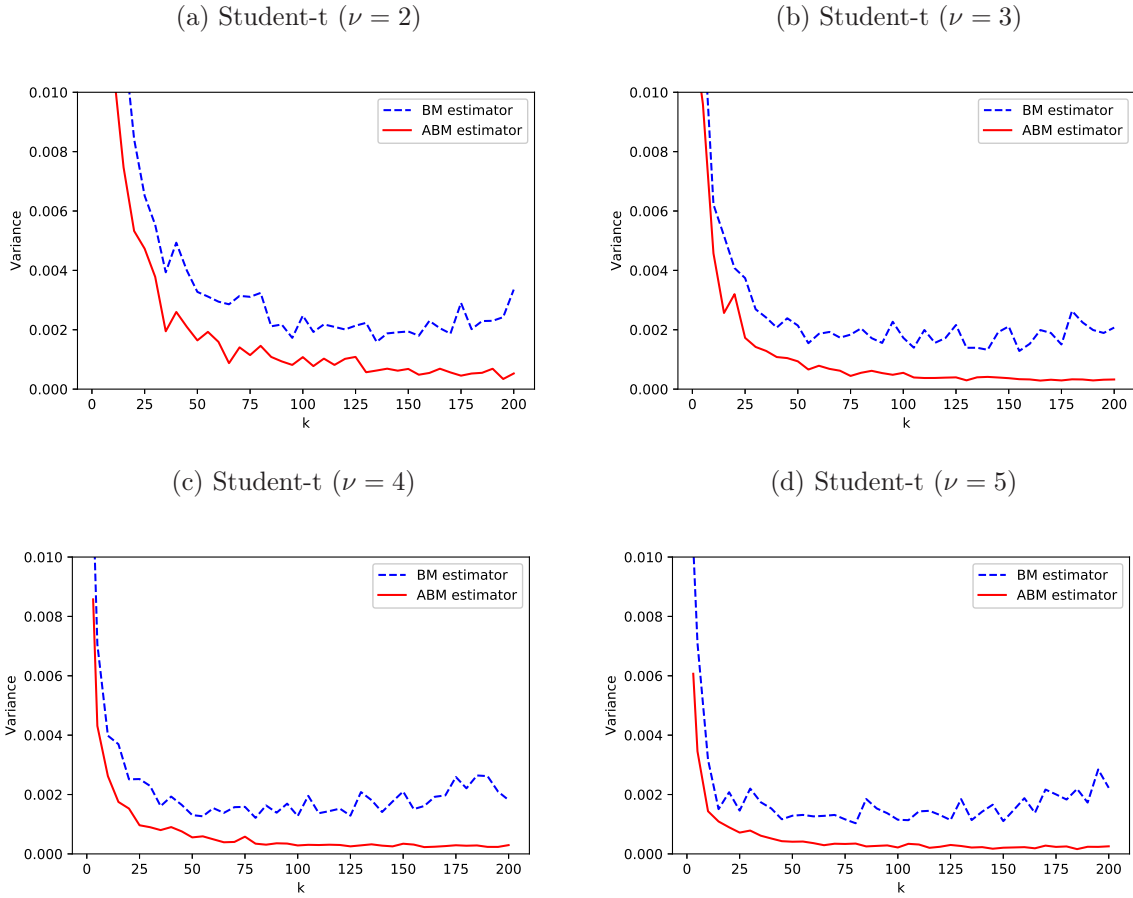 (a) Student-t (ν = 2)
0.010
0.008
0.006
0.004
0.002
0.000
Variance
BM estimator
ABM estimator
0 25 50 75 100 125 150 175 200
k
(b) Student-t (ν = 3)
0.010
0.008
0.006
0.004
0.002
0.000
Variance
BM estimator
ABM estimator
0 25 50 75 100 125 150 175 200
k
(c) Student-t (ν = 4)
0.010
0.008
0.006
0.004
0.002
0.000
Variance
BM estimator
ABM estimator
0 25 50 75 100 125 150 175 200
k
(d) Student-t (ν = 5)
0.010
0.008
0.006
0.004
0.002
0.000
Variance
BM estimator
ABM estimator
0 25 50 75 100 125 150 175 200
k